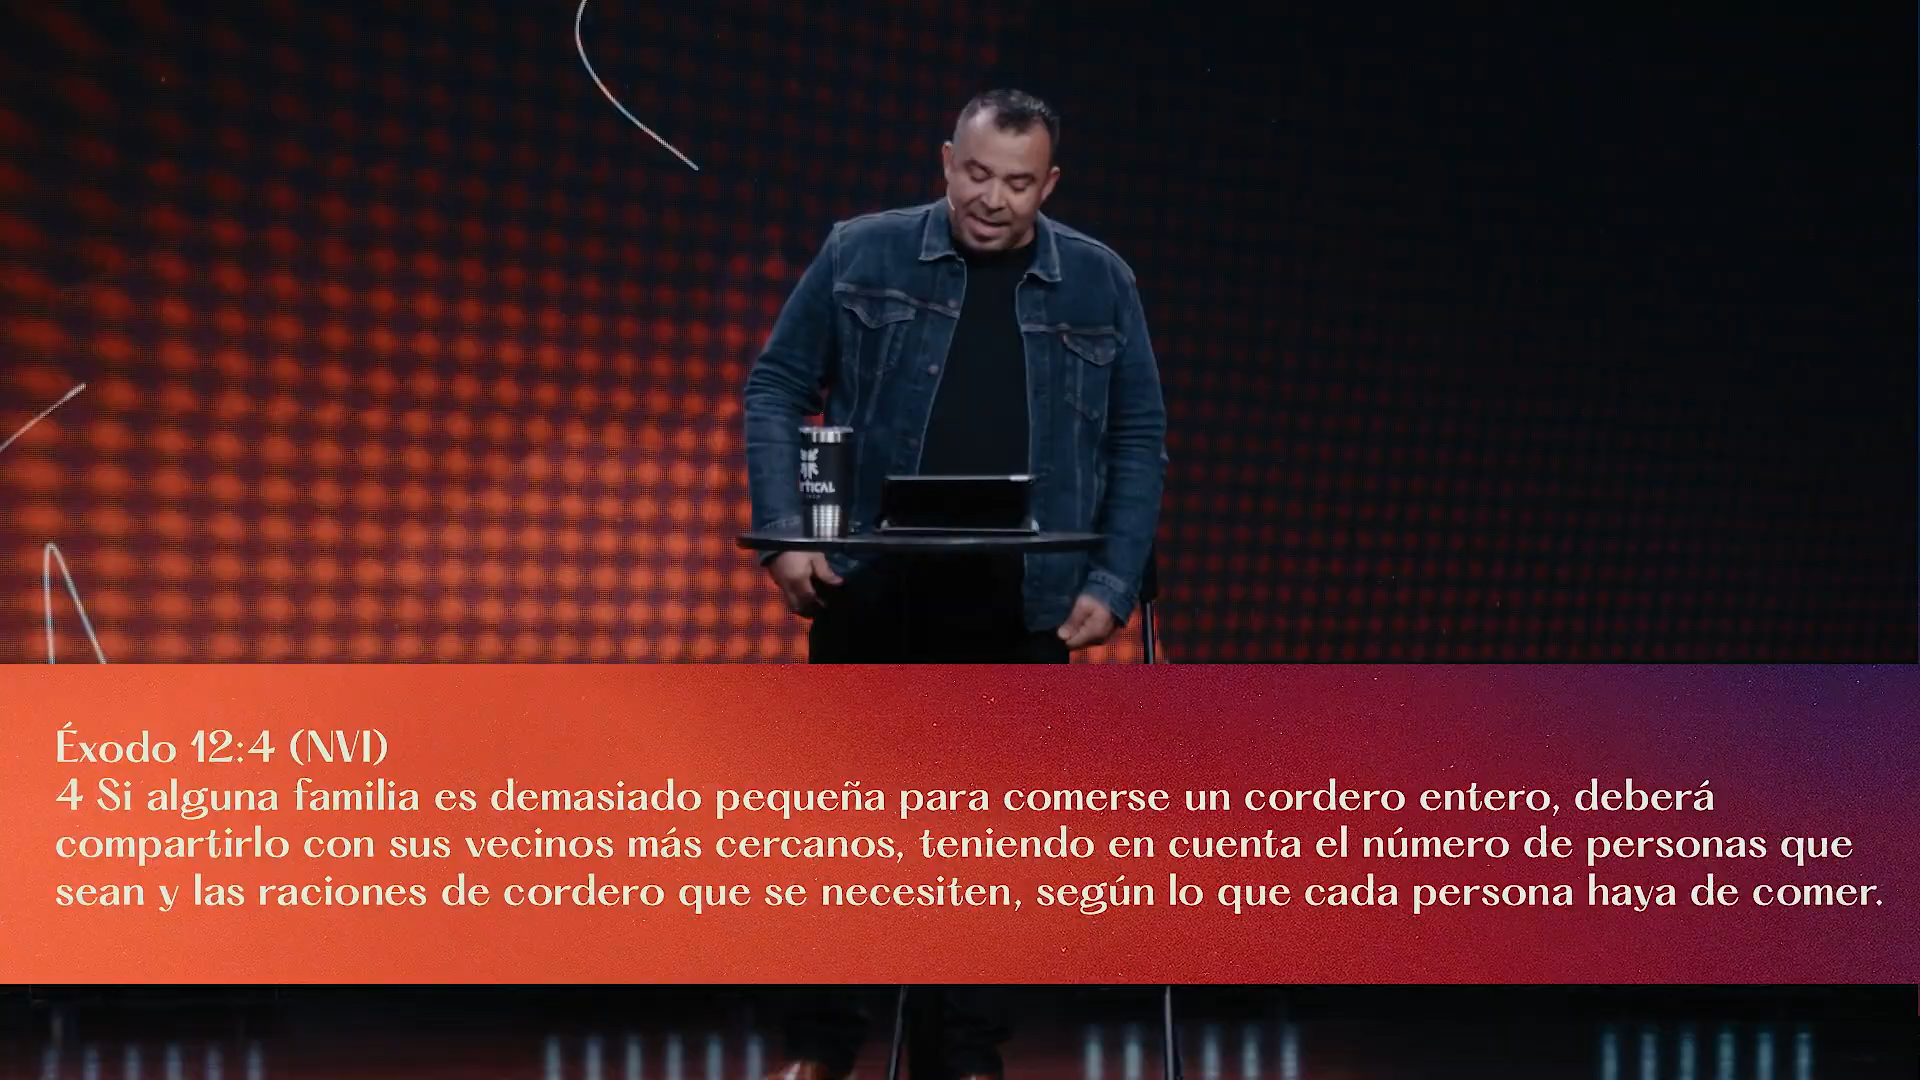 Éxodo 12:4 (NVI)
4 Si alguna familia es demasiado pequeña para comerse un cordero entero, deberá
compartirlo con sus vecinos más cercanos, teniendo en cuenta el número de personas que
sean y las raciones de cordero que se necesiten, según lo que cada persona haya de comer.